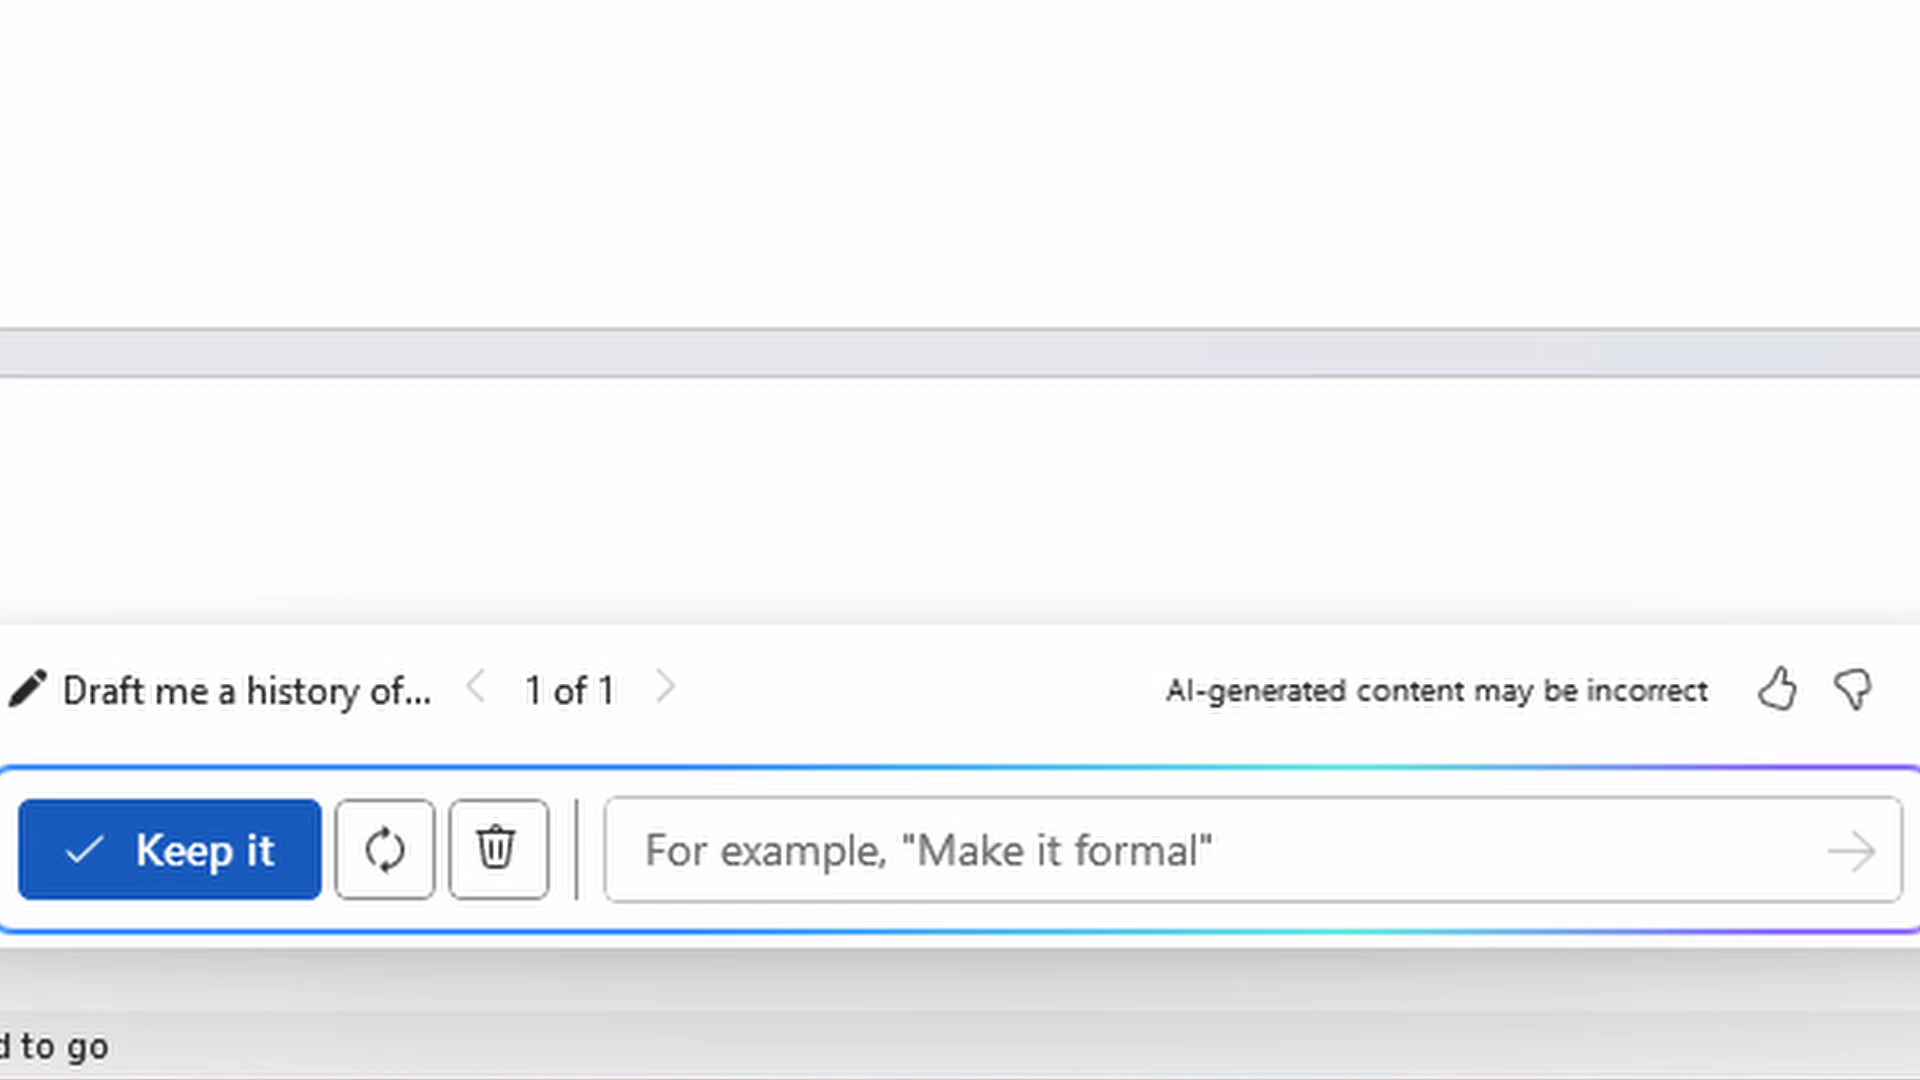 Draft me a history of...
1 of 1
AI-generated content may be incorrect
Keep it
For example, "Make it formal"
to go